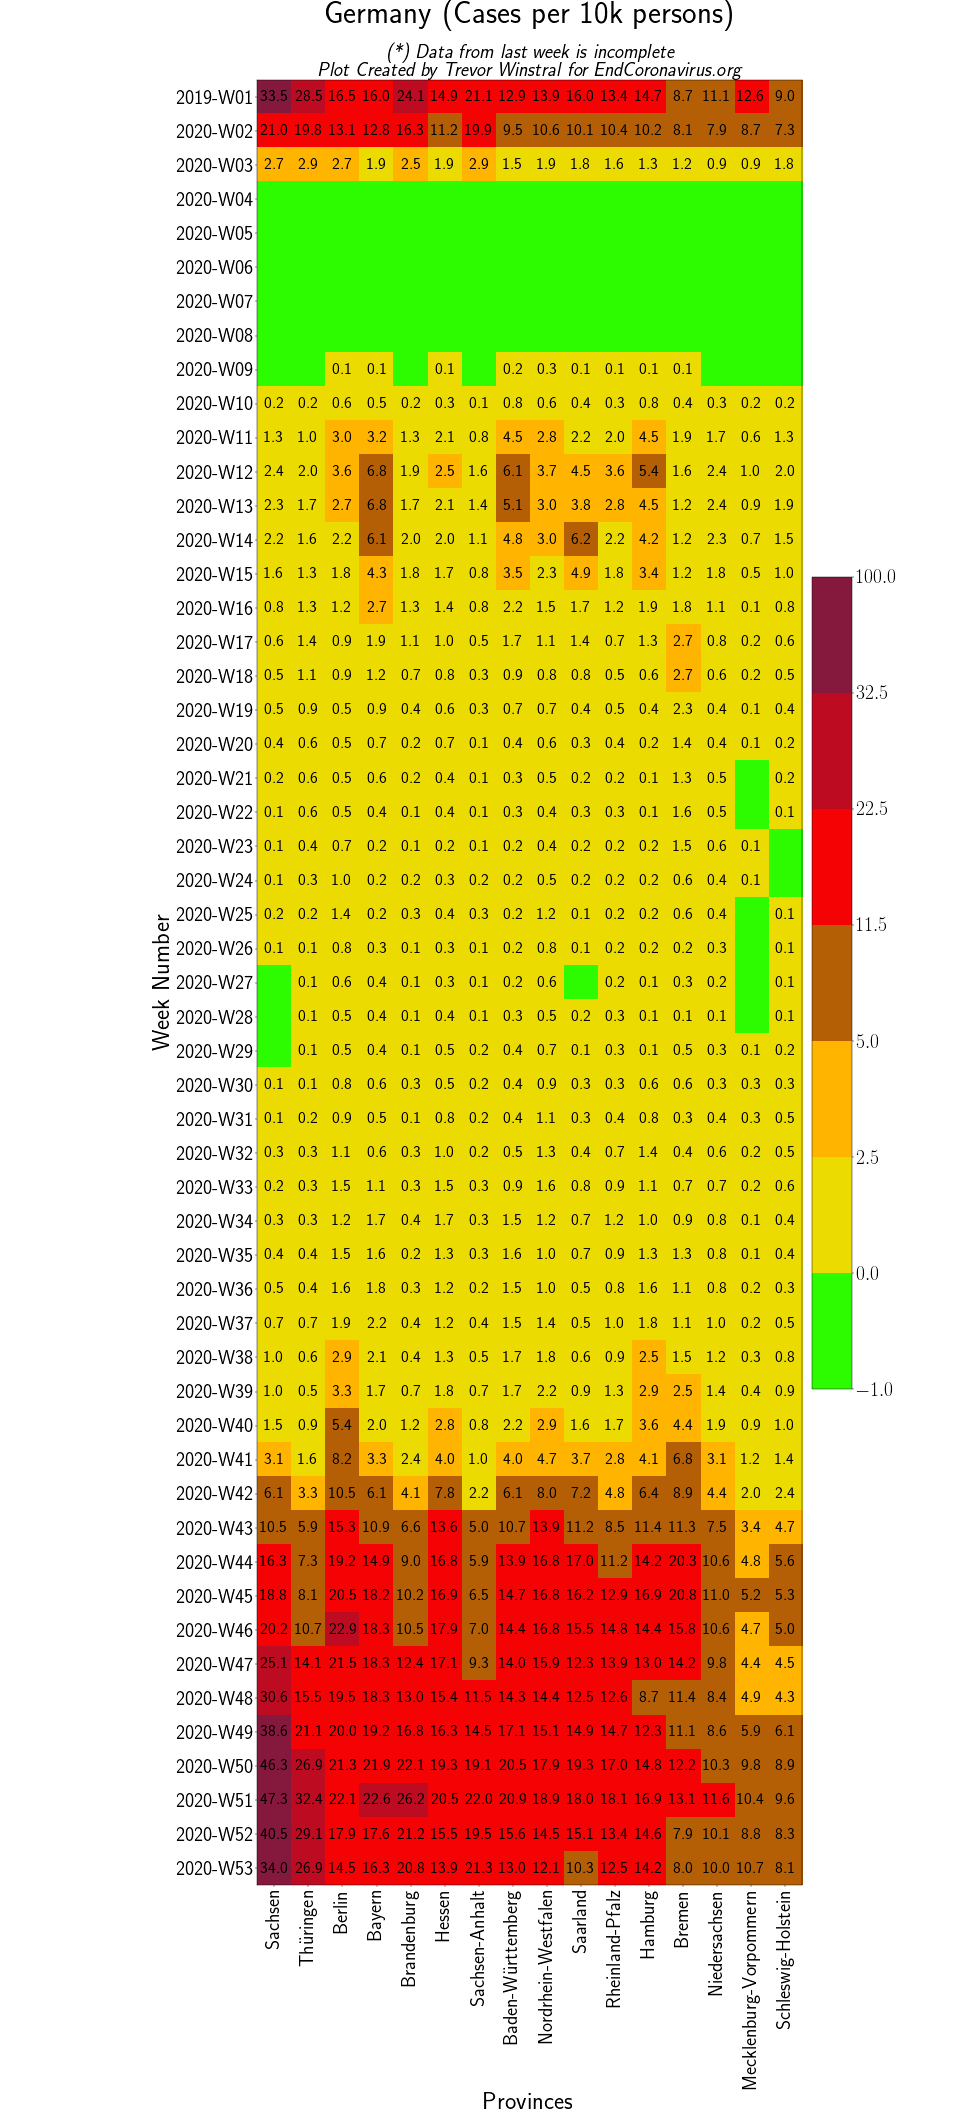 Germany (Cases per 10k persons)
(*) Data from last week is incomplete
Plot Created by Trevor Winstral for EndCoronavirus.org
2019-W01 33.5 28.5 16.5 16.0 24.1 14.9 21.1 12.9 13.9 16.0 13.4 14.7 8.7 11.1 12.6 9.0
2020-W02 21.0 19.8 13.1 12.8 16.3 11.2 19.9 9.5 10.6 10.1 10.4 10.2 8.1 7.9 8.7 7.3
2020-W03 2.7 2.9 2.7 1.9 2.5 1.9 2.9 1.5 1.9 1.8 1.6 1.3 1.2 0.9 0.9 1.8
2020-W04
2020-W05
2020-W06
2020-W07
2020-W08
2020-W09 0.1 0.1 0.1 0.2 0.3 0.1 0.1 0.1 0.1
2020-W10 0.2 0.2 0.6 0.5 0.2 0.3 0.1 0.8 0.6 0.4 0.3 0.8 0.4 0.3 0.2 0.2
2020-W11 1.3 1.0 3.0 3.2 1.3 2.1 0.8 4.5 2.8 2.2 2.0 4.5 1.9 1.7 0.6 1.3
2020-W12 2.4 2.0 3.6 6.8 1.9 2.5 1.6 6.1 3.7 4.5 3.6 5.4 1.6 2.4 1.0 2.0
2020-W13 2.3 1.7 2.7 6.8 1.7 2.1 1.4 5.1 3.0 3.8 2.8 4.5 1.2 2.4 0.9 1.9
2020-W14 2.2 1.6 2.2 6.1 2.0 2.0 1.1 4.8 3.0 6.2 2.2 4.2 1.2 2.3 0.7 1.5
2020-W15 1.6 1.3 1.8 4.3 1.8 1.7 0.8 3.5 2.3 4.9 1.8 3.4 1.2 1.8 0.5 1.0
2020-W16 0.8 1.3 1.2 2.7 1.3 1.4 0.8 2.2 1.5 1.7 1.2 1.9 1.8 1.1 0.1 0.8
2020-W17 0.6 1.4 0.9 1.9 1.1 1.0 0.5 1.7 1.1 1.4 0.7 1.3 2.7 0.8 0.2 0.6
2020-W18 0.5 1.1 0.9 1.2 0.7 0.8 0.3 0.9 0.8 0.8 0.5 0.6 2.7 0.6 0.2 0.5
2020-W19 0.5 0.9 0.5 0.9 0.4 0.6 0.3 0.7 0.7 0.4 0.5 0.4 2.3 0.4 0.1 0.4
2020-W20 0.4 0.6 0.5 0.7 0.2 0.7 0.1 0.4 0.6 0.3 0.4 0.2 1.4 0.4 0.1 0.2
2020-W21 0.2 0.6 0.5 0.6 0.2 0.4 0.1 0.3 0.5 0.2 0.2 0.1 1.3 0.5 0.2
2020-W22 0.1 0.6 0.5 0.4 0.1 0.4 0.1 0.3 0.4 0.3 0.3 0.1 1.6 0.5 0.1
2020-W23 0.1 0.4 0.7 0.2 0.1 0.2 0.1 0.2 0.4 0.2 0.2 0.2 1.5 0.6 0.1
2020-W24 0.1 0.3 1.0 0.2 0.2 0.3 0.2 0.2 0.5 0.2 0.2 0.2 0.6 0.4 0.1
2020-W25 0.2 0.2 1.4 0.2 0.3 0.4 0.3 0.2 1.2 0.1 0.2 0.2 0.6 0.4 0.1
2020-W26 0.1 0.1 0.8 0.3 0.1 0.3 0.1 0.2 0.8 0.1 0.2 0.2 0.2 0.3 0.1
2020-W27 0.1 0.6 0.4 0.1 0.3 0.1 0.2 0.6 0.2 0.1 0.3 0.2 0.1
2020-W28 0.1 0.5 0.4 0.1 0.4 0.1 0.3 0.5 0.2 0.3 0.1 0.1 0.1 0.1
2020-W29 0.1 0.5 0.4 0.1 0.5 0.2 0.4 0.7 0.1 0.3 0.1 0.5 0.3 0.1 0.2
2020-W30 0.1 0.1 0.8 0.6 0.3 0.5 0.2 0.4 0.9 0.3 0.3 0.6 0.6 0.3 0.3 0.3
2020-W31 0.1 0.2 0.9 0.5 0.1 0.8 0.2 0.4 1.1 0.3 0.4 0.8 0.3 0.4 0.3 0.5
2020-W32 0.3 0.3 1.1 0.6 0.3 1.0 0.2 0.5 1.3 0.4 0.7 1.4 0.4 0.6 0.2 0.5
2020-W33 0.2 0.3 1.5 1.1 0.3 1.5 0.3 0.9 1.6 0.8 0.9 1.1 0.7 0.7 0.2 0.6
2020-W34 0.3 0.3 1.2 1.7 0.4 1.7 0.3 1.5 1.2 0.7 1.2 1.0 0.9 0.8 0.1 0.4
2020-W35 0.4 0.4 1.5 1.6 0.2 1.3 0.3 1.6 1.0 0.7 0.9 1.3 1.3 0.8 0.1 0.4
2020-W36 0.5 0.4 1.6 1.8 0.3 1.2 0.2 1.5 1.0 0.5 0.8 1.6 1.1 0.8 0.2 0.3
2020-W37 0.7 0.7 1.9 2.2 0.4 1.2 0.4 1.5 1.4 0.5 1.0 1.8 1.1 1.0 0.2 0.5
2020-W38 1.0 0.6 2.9 2.1 0.4 1.3 0.5 1.7 1.8 0.6 0.9 2.5 1.5 1.2 0.3 0.8
2020-W39 1.0 0.5 3.3 1.7 0.7 1.8 0.7 1.7 2.2 0.9 1.3 2.9 2.5 1.4 0.4 0.9
2020-W40 1.5 0.9 5.4 2.0 1.2 2.8 0.8 2.2 2.9 1.6 1.7 3.6 4.4 1.9 0.9 1.0
2020-W41 3.1 1.6 8.2 3.3 2.4 4.0 1.0 4.0 4.7 3.7 2.8 4.1 6.8 3.1 1.2 1.4
2020-W42 6.1 3.3 10.5 6.1 4.1 7.8 2.2 6.1 8.0 7.2 4.8 6.4 8.9 4.4 2.0 2.4
2020-W43 10.5 5.9 15.3 10.9 6.6 13.6 5.0 10.7 13.9 11.2 8.5 11.4 11.3 7.5 3.4 4.7
2020-W44 16.3 7.3 19.2 14.9 9.0 16.8 5.9 13.9 16.8 17.0 11.2 14.2 20.3 10.6 4.8 5.6
2020-W45 18.8 8.1 20.5 18.2 10.2 16.9 6.5 14.7 16.8 16.2 12.9 16.9 20.8 11.0 5.2 5.3
2020-W46 20.2 10.7 22.9 18.3 10.5 17.9 7.0 14.4 16.8 15.5 14.8 14.4 15.8 10.6 4.7 5.0
2020-W47 25.1 14.1 21.5 18.3 12.4 17.1 9.3 14.0 15.9 12.3 13.9 13.0 14.2 9.8 4.4 4.5
2020-W48 30.6 15.5 19.5 18.3 13.0 15.4 11.5 14.3 14.4 12.5 12.6 8.7 11.4 8.4 4.9 4.3
2020-W49 38.6 21.1 20.0 19.2 16.8 16.3 14.5 17.1 15.1 14.9 14.7 12.3 11.1 8.6 5.9 6.1
2020-W50 46.3 26.9 21.3 21.9 22.1 19.3 19.1 20.5 17.9 19.3 17.0 14.8 12.2 10.3 9.8 8.9
2020-W51 47.3 32.4 22.1 22.6 26.2 20.5 22.0 20.9 18.9 18.0 18.1 16.9 13.1 11.6 10.4 9.6
2020-W52 40.5 29.1 17.9 17.6 21.2 15.5 19.5 15.6 14.5 15.1 13.4 14.6 7.9 10.1 8.8 8.3
2020-W53 34.0 26.9 14.5 16.3 20.8 13.9 21.3 13.0 12.1 10.3 12.5 14.2 8.0 10.0 10.7 8.1
Week Number
Sachsen
Thüringen
Berlin
Bayern
Brandenburg
Hessen
Sachsen-Anhalt
Baden-Württemberg
Nordrhein-Westfalen
Saarland
Rheinland-Pfalz
Hamburg
Bremen
Niedersachsen
Mecklenburg-Vorpommern
Schleswig-Holstein
Provinces
100.0
32.5
22.5
11.5
5.0
2.5
0.0
−1.0